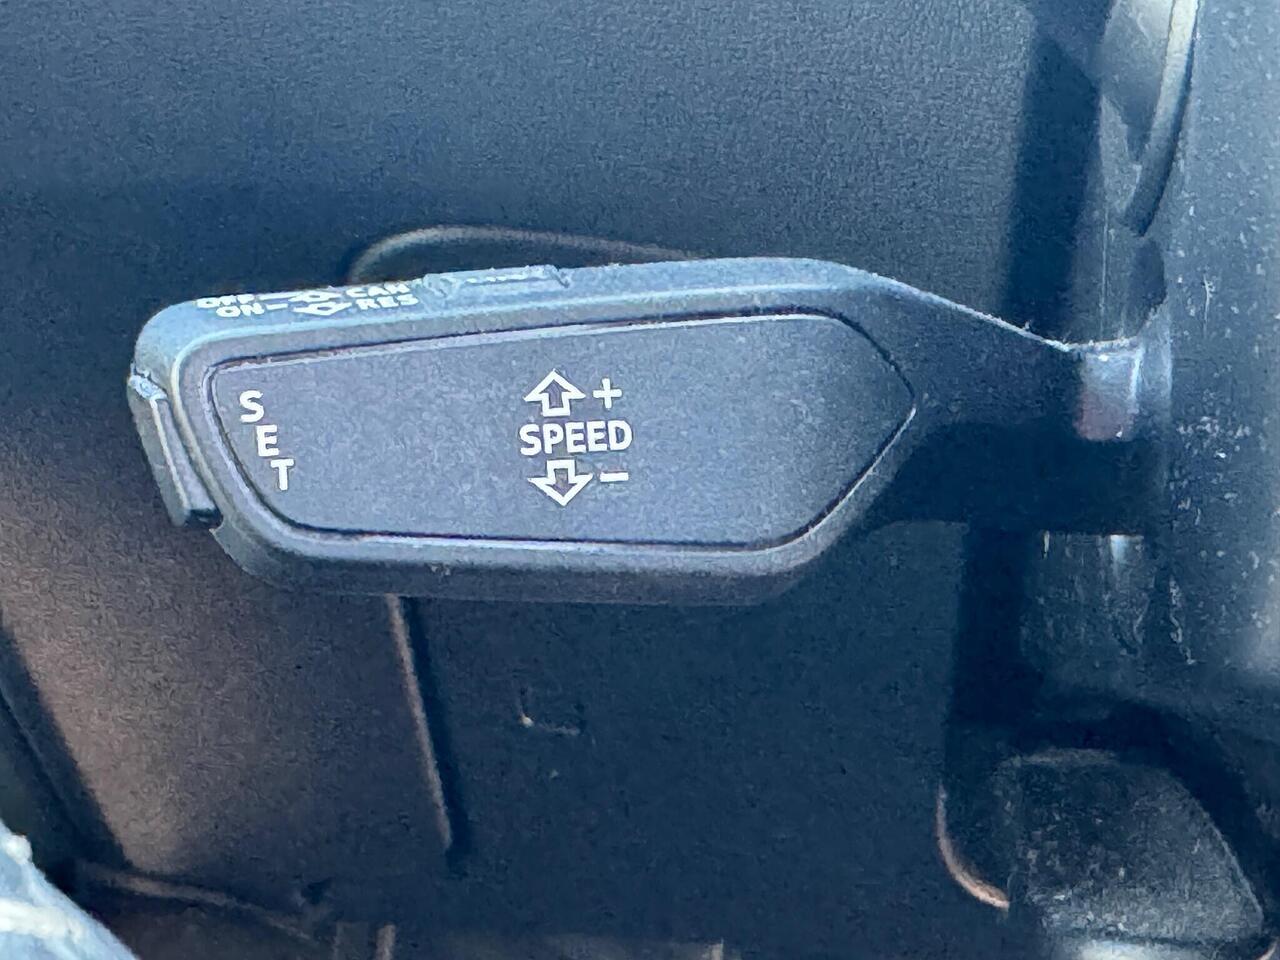 OFF CAN
ON RES
SET
+
SPEED
-